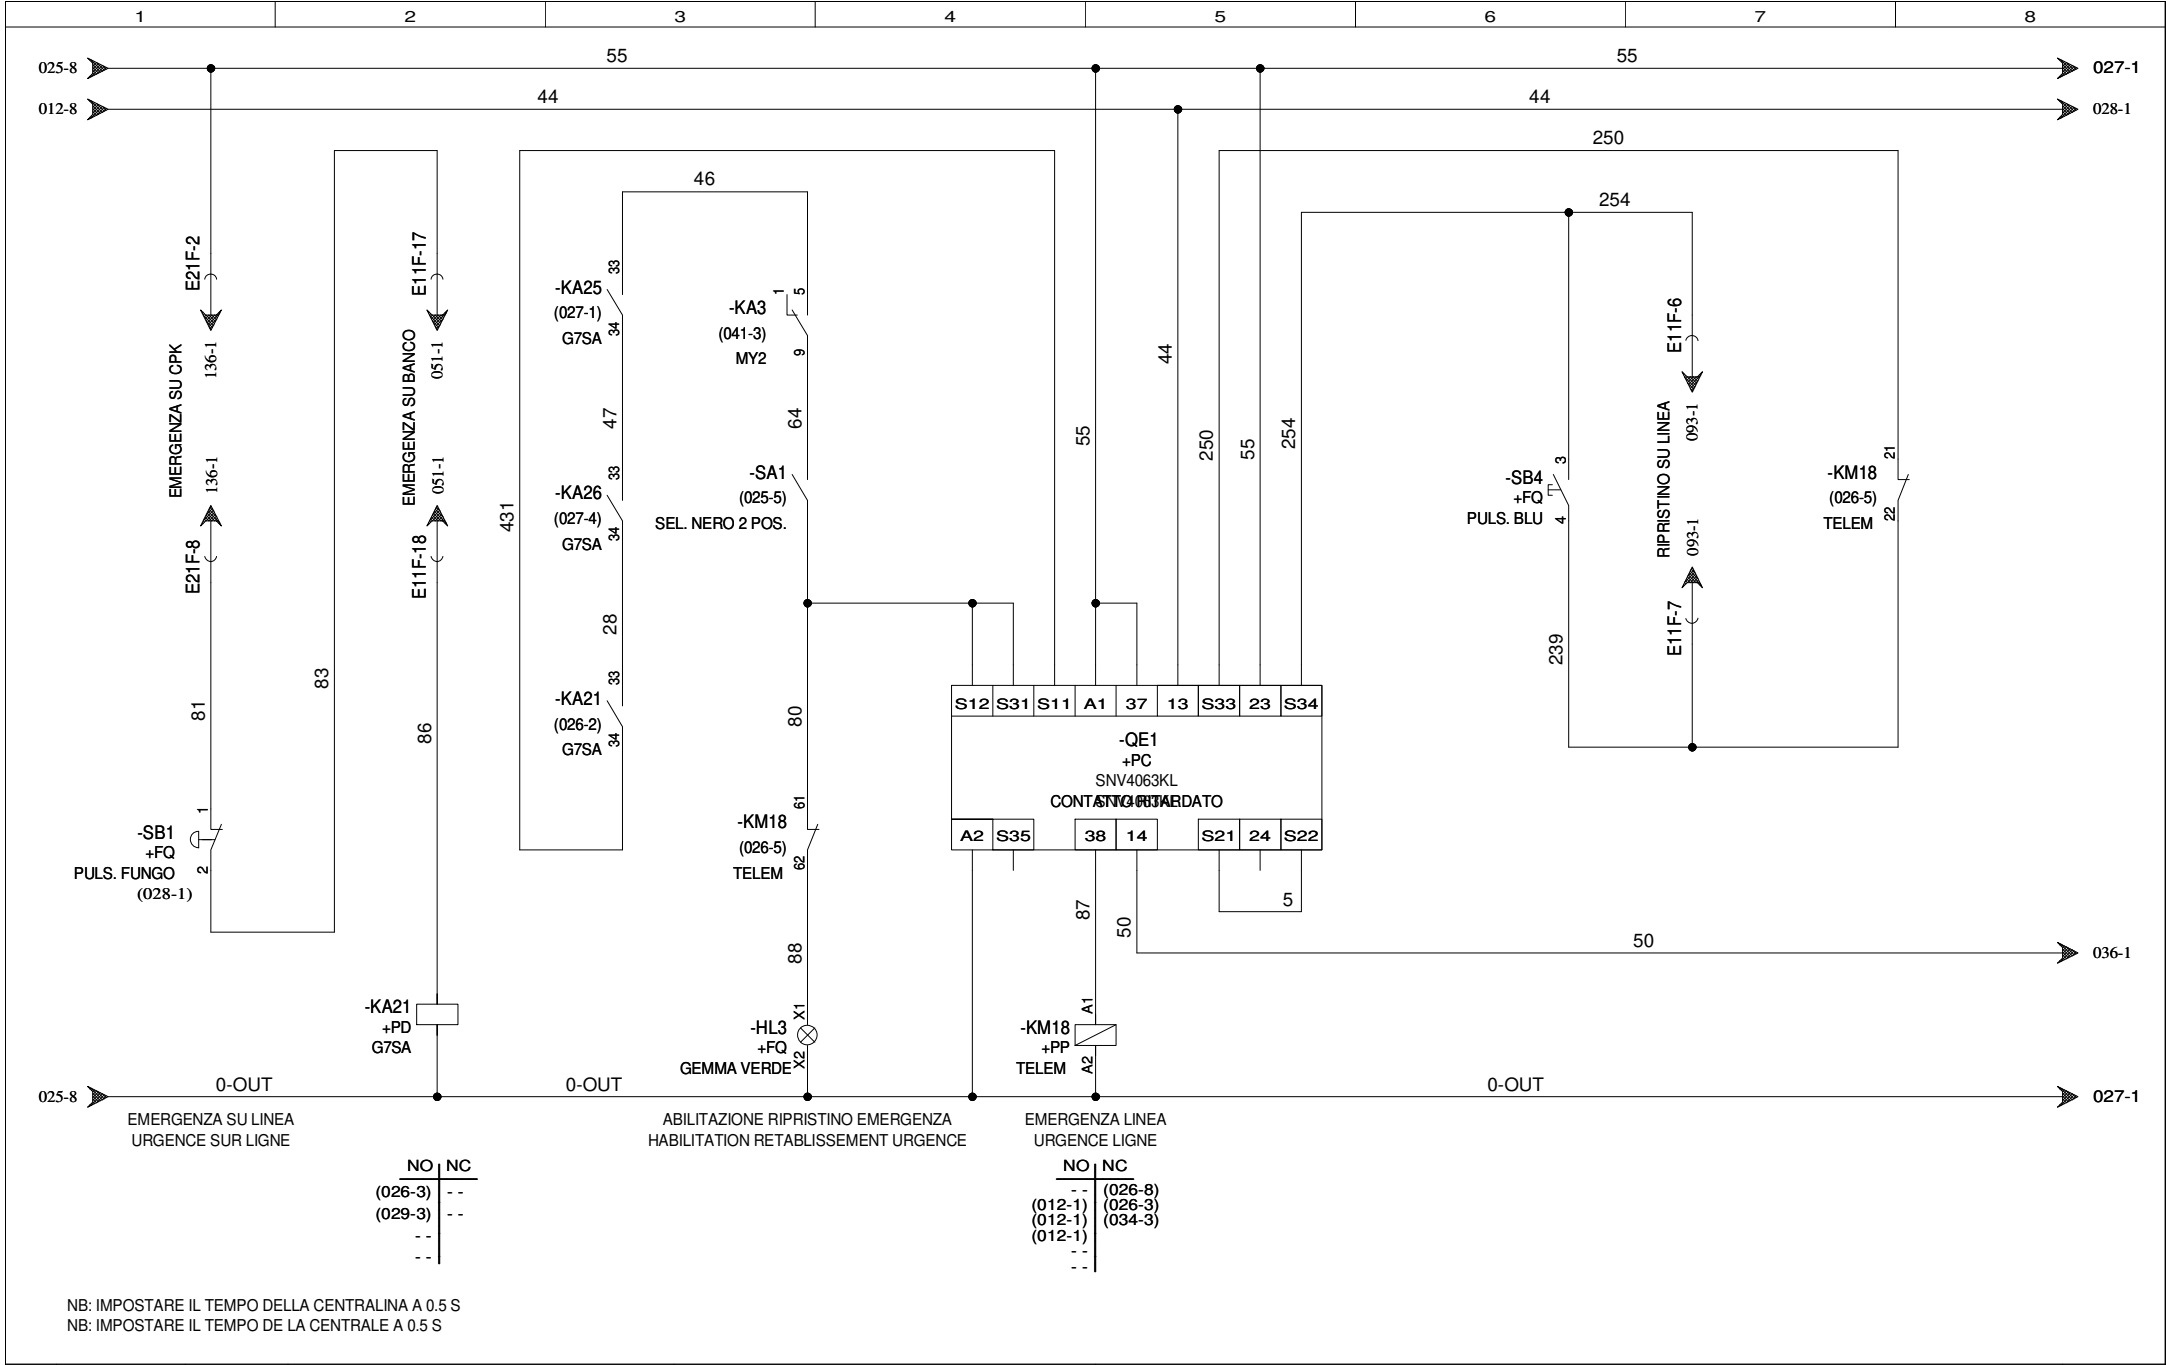 1 2 3 4 5 6 7 8
025-8 55 55 027-1
012-8 44 44 028-1
250
46
254
E21F-2
136-1
EMERGENZA SU CPK
136-1
E21F-8
81
1
-SB1
+FQ
PULS. FUNGO
(028-1)
2
83
E11F-17
051-1
EMERGENZA SU BANCO
051-1
E11F-18
86
-KA21
+PD
G7SA
431
33
-KA25
(027-1)
G7SA
34
47
33
-KA26
(027-4)
G7SA
34
28
33
-KA21
(026-2)
G7SA
34
1 5
-KA3
(041-3)
MY2
9
64
-SA1
(025-5)
SEL. NERO 2 POS.
80
61
-KM18
(026-5)
TELEM
62
88
X1
-HL3
+FQ
GEMMA VERDE
X2
55
44
250
55
254
S12 S31 S11 A1 37 13 S33 23 S34
-QE1
+PC
SNV4063KL
CONTATTO RITARDATO
A2 S35 38 14 S21 24 S22
5
87
50
50
036-1
A1
-KM18
+PP
TELEM
A2
3
-SB4
+FQ
PULS. BLU
4
239
E11F-6
093-1
RIPRISTINO SU LINEA
093-1
E11F-7
21
-KM18
(026-5)
TELEM
22
025-8 0-OUT 0-OUT 0-OUT 027-1
EMERGENZA SU LINEA
URGENCE SUR LIGNE
ABILITAZIONE RIPRISTINO EMERGENZA
HABILITATION RETABLISSEMENT URGENCE
EMERGENZA LINEA
URGENCE LIGNE
NO NC
(026-3) - -
(029-3) - -
- -
- -
NO NC
- - (026-8)
(012-1) (026-3)
(012-1) (034-3)
(012-1)
- -
- -
NB: IMPOSTARE IL TEMPO DELLA CENTRALINA A 0.5 S
NB: IMPOSTARE IL TEMPO DE LA CENTRALE A 0.5 S